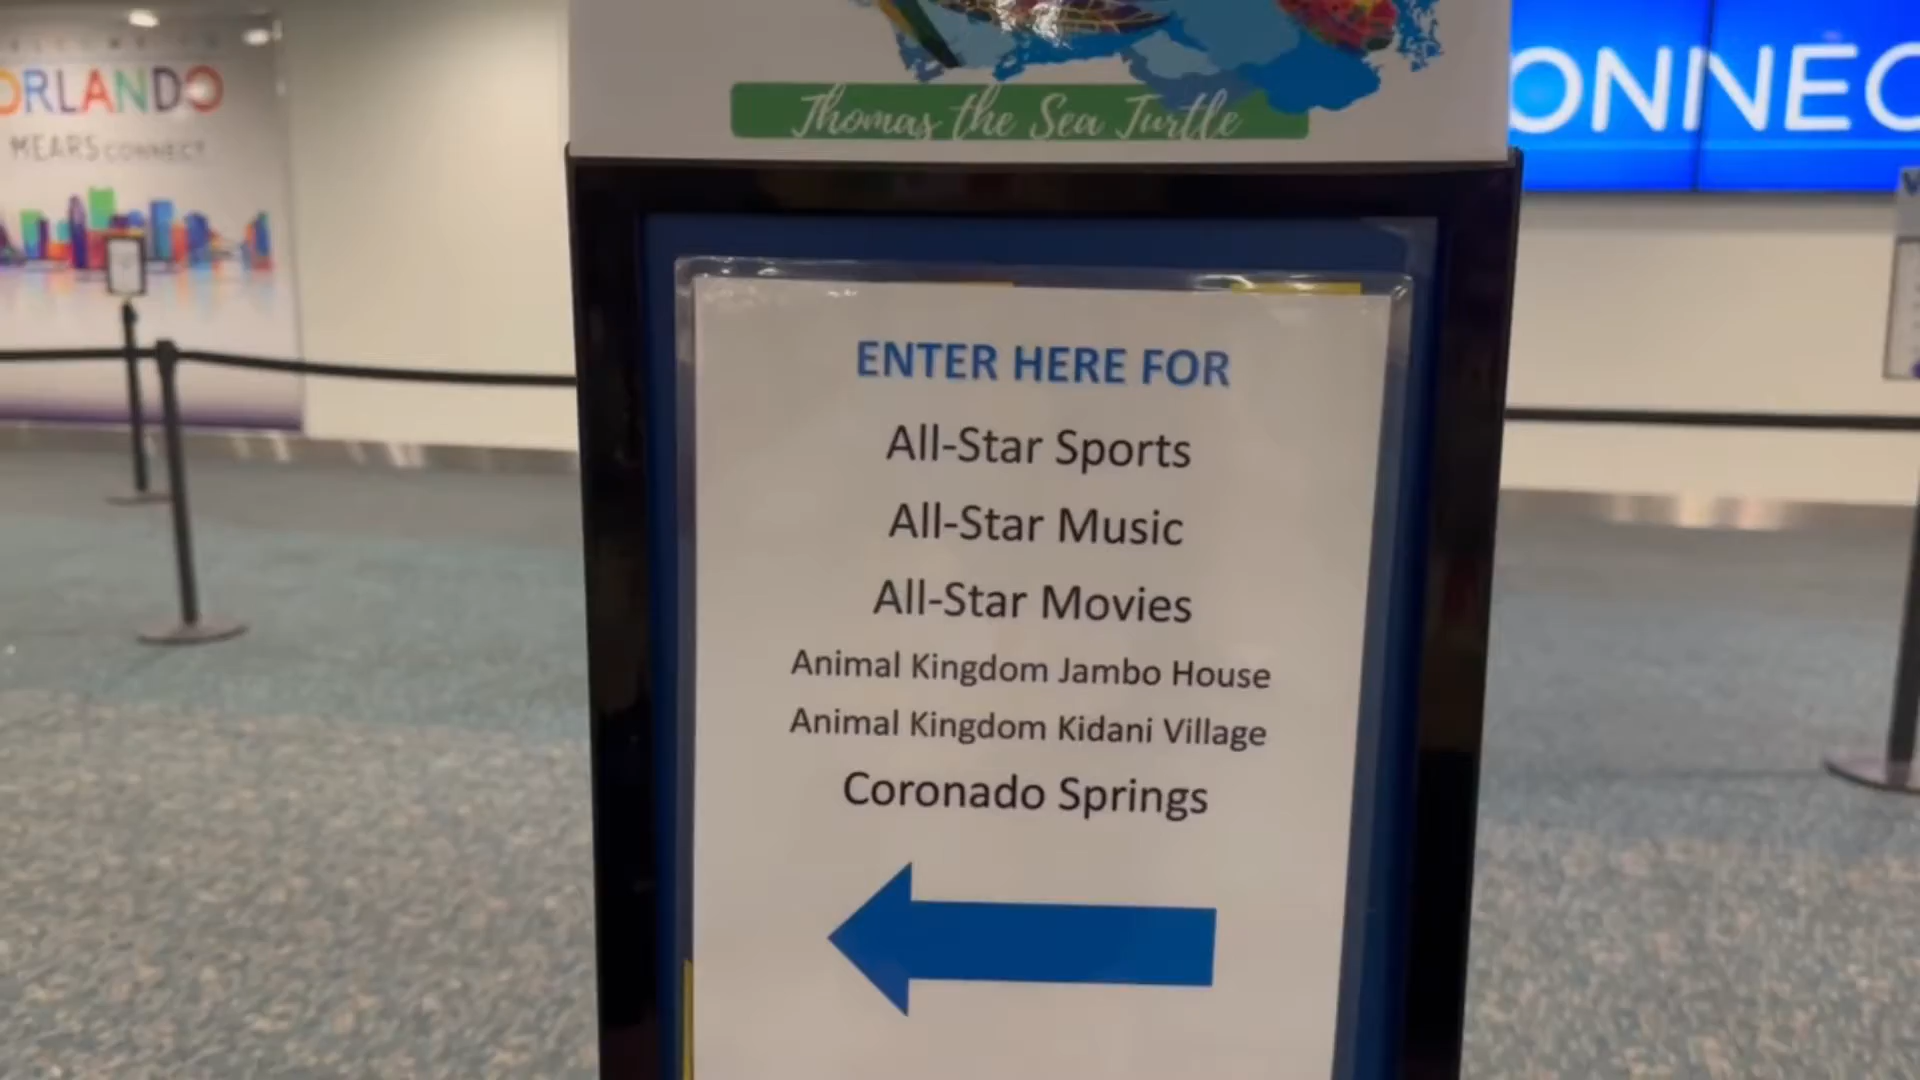 ORLANDO
MEARS CONNECT
Thomas the Sea Turtle
ONNEC
ENTER HERE FOR
All-Star Sports
All-Star Music
All-Star Movies
Animal Kingdom Jambo House
Animal Kingdom Kidani Village
Coronado Springs